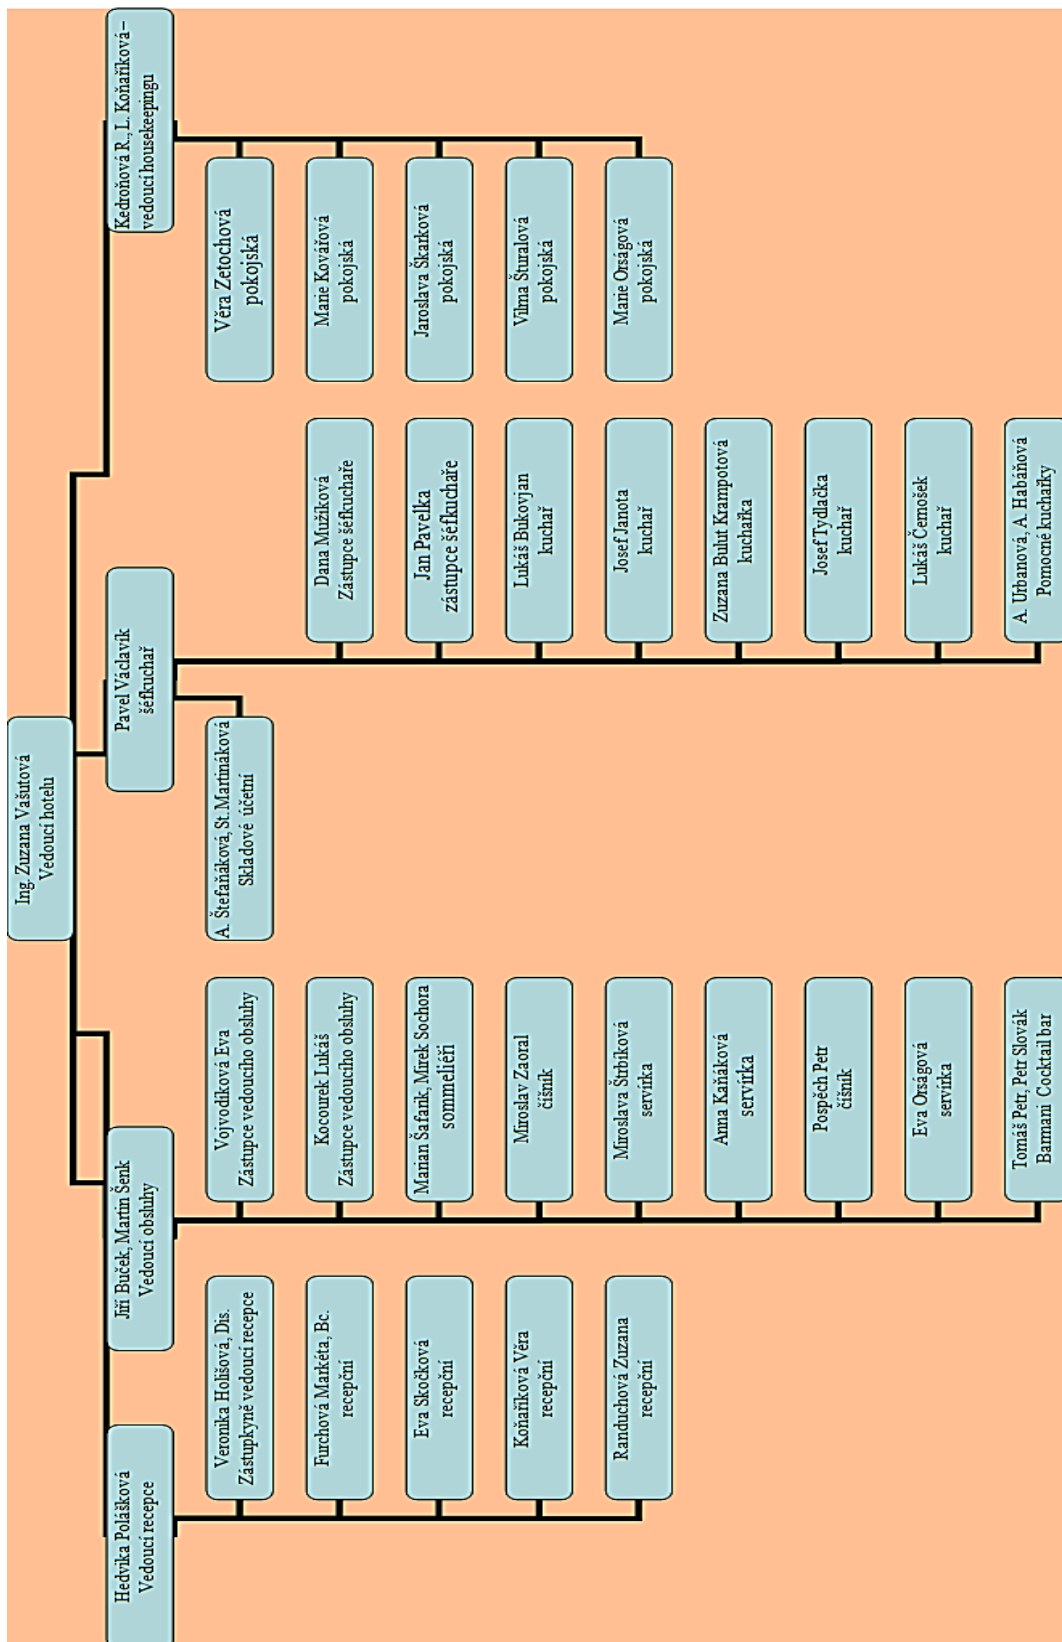 Ing. Zuzana Vašutová
Vedoucí hotelu
Hedvika Polášková
Vedoucí recepce
Jiří Buček, Martin Šenk
Vedoucí obsluhy
Pavel Václavík
šéfkuchař
Kedroňová R., L. Koňaříková –
vedoucí housekeepingu
Veronika Holišová, Dis.
Zástupkyně vedoucí recepce
Furchová Markéta, Bc.
recepční
Eva Skočková
recepční
Koňaříková Věra
recepční
Randuchová Zuzana
recepční
Vojvodíková Eva
Zástupce vedoucího obsluhy
Kocourek Lukáš
Zástupce vedoucího obsluhy
Marian Šafarik, Mirek Sochora
sommeliéři
Miroslav Zaoral
číšník
Miroslava Štrbíková
servírka
Anna Kaňáková
servírka
Pospěch Petr
číšník
Eva Orságová
servírka
Tomáš Petr, Petr Slovák
Barmani Cocktail bar
A. Štefaňáková, St. Martináková
Skladové účetní
Dana Mužíková
Zástupce šéfkuchaře
Jan Pavelka
zástupce šéfkuchaře
Lukáš Bukovjan
kuchař
Josef Janota
kuchař
Zuzana Bulut Krampotová
kuchařka
Josef Tydlačka
kuchař
Lukáš Černošek
kuchař
A. Urbanová, A. Habáňová
Pomocné kuchařky
Věra Zetochová
pokojská
Marie Kovářová
pokojská
Jaroslava Škarková
pokojská
Vilma Šturalová
pokojská
Marie Orságová
pokojská